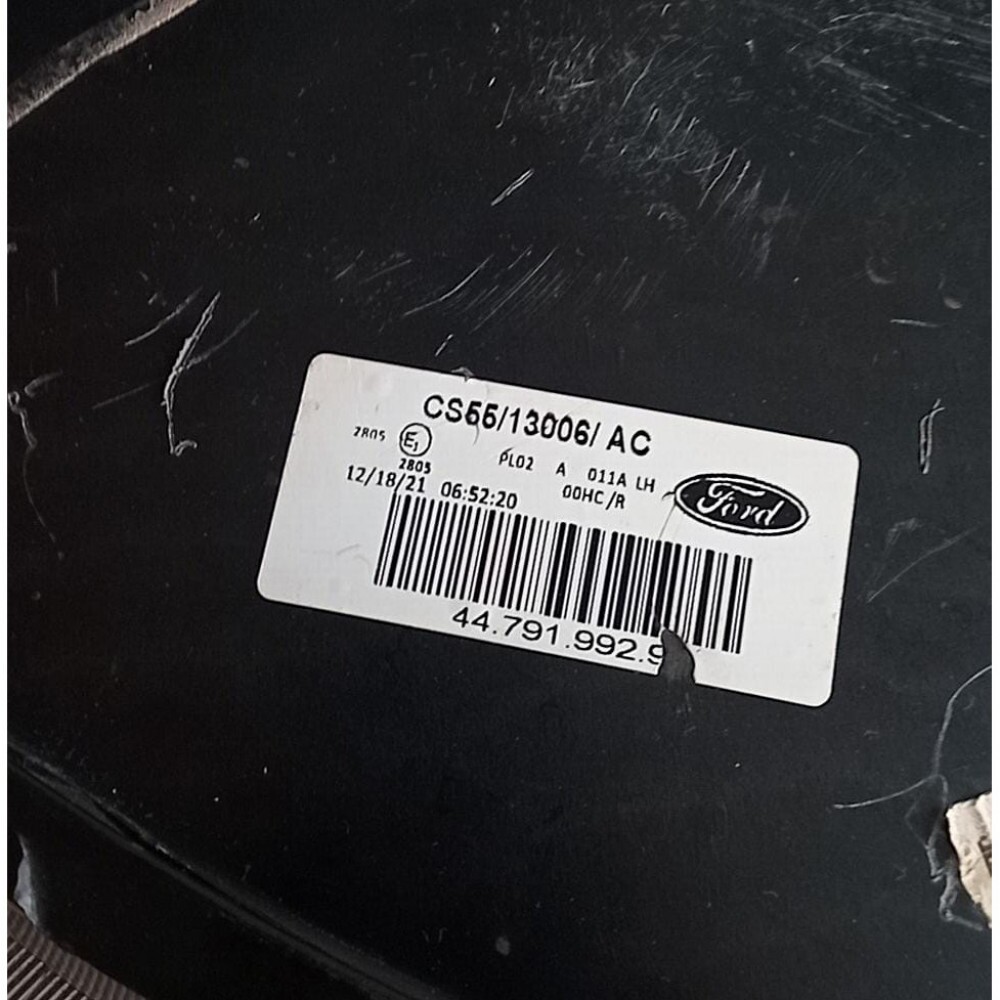 CS55/13006/ AC
2805 E1 PL02 A 011A LH
2805 00HC/R
12/18/21 06:52:20
Ford
44.791.992.9